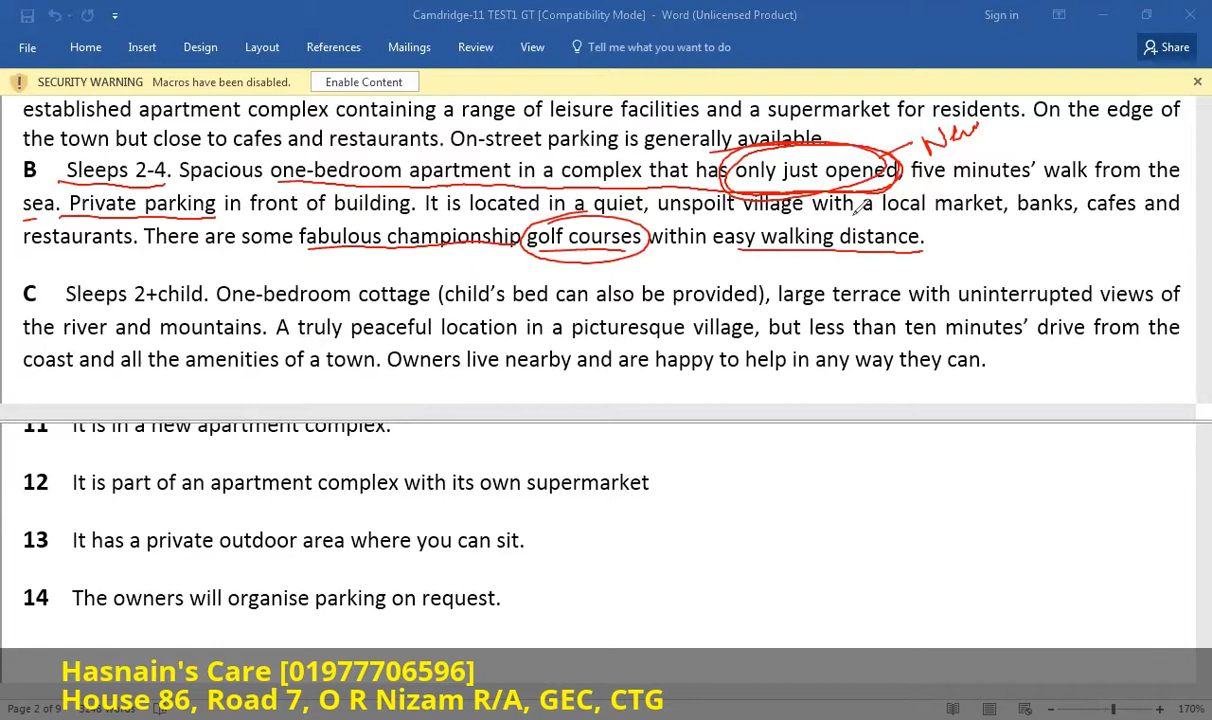 Camdridge-11 TEST1 GT [Compatibility Mode] - Word (Unlicensed Product)
Sign in
File Home Insert Design Layout References Mailings Review View Tell me what you want to do Share
SECURITY WARNING Macros have been disabled. Enable Content
established apartment complex containing a range of leisure facilities and a supermarket for residents. On the edge of
the town but close to cafes and restaurants. On-street parking is generally available.
New
B Sleeps 2-4. Spacious one-bedroom apartment in a complex that has only just opened, five minutes' walk from the
sea. Private parking in front of building. It is located in a quiet, unspoilt village with a local market, banks, cafes and
restaurants. There are some fabulous championship golf courses within easy walking distance.
C Sleeps 2+child. One-bedroom cottage (child's bed can also be provided), large terrace with uninterrupted views of
the river and mountains. A truly peaceful location in a picturesque village, but less than ten minutes' drive from the
coast and all the amenities of a town. Owners live nearby and are happy to help in any way they can.
11 It is in a new apartment complex.
12 It is part of an apartment complex with its own supermarket
13 It has a private outdoor area where you can sit.
14 The owners will organise parking on request.
Hasnain's Care [01977706596]
House 86, Road 7, O R Nizam R/A, GEC, CTG
Page 2 of 9
words
170%